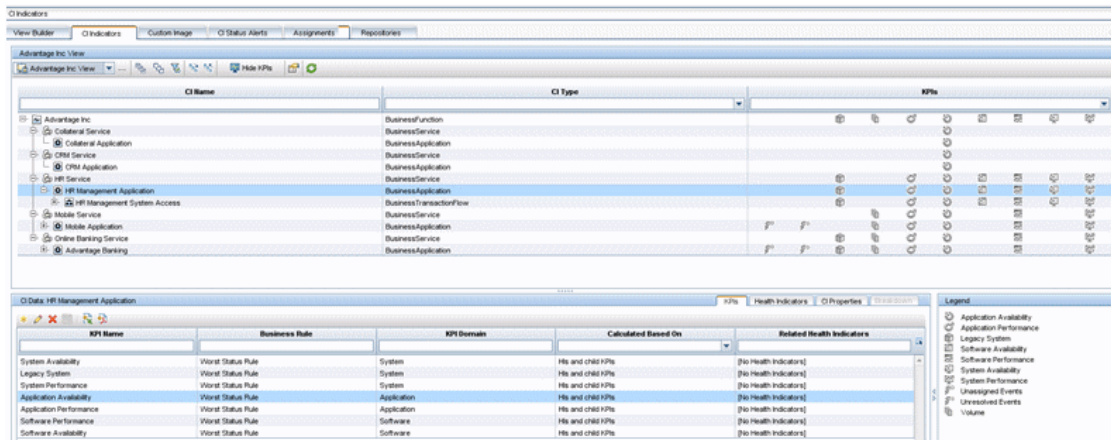 CI Indicators
View Builder CI Indicators Custom Image CI Status Alerts Assignments Repositories
Advantage Inc View
Advantage Inc View ... Hide KPIs
CI Name CI Type KPIs
Advantage Inc BusinessFunction
Collateral Service BusinessService
Collateral Application BusinessApplication
CRM Service BusinessService
CRM Application BusinessApplication
HR Service BusinessService
HR Management Application BusinessApplication
HR Management System Access BusinessTransactionFlow
Mobile Service BusinessService
Mobile Application BusinessApplication
Online Banking Service BusinessService
Advantage Banking BusinessApplication
CI Data: HR Management Application KPIs Health Indicators CI Properties Breakdown
KPI Name Business Rule KPI Domain Calculated Based On Related Health Indicators
System Availability Worst Status Rule System HIs and child KPIs [No Health Indicators]
Legacy System Worst Status Rule System HIs and child KPIs [No Health Indicators]
System Performance Worst Status Rule System HIs and child KPIs [No Health Indicators]
Application Availability Worst Status Rule Application HIs and child KPIs [No Health Indicators]
Application Performance Worst Status Rule Application HIs and child KPIs [No Health Indicators]
Software Performance Worst Status Rule Software HIs and child KPIs [No Health Indicators]
Software Availability Worst Status Rule Software HIs and child KPIs [No Health Indicators]
Legend
Application Availability
Application Performance
Legacy System
Software Availability
Software Performance
System Availability
System Performance
Unassigned Events
Unresolved Events
Volume